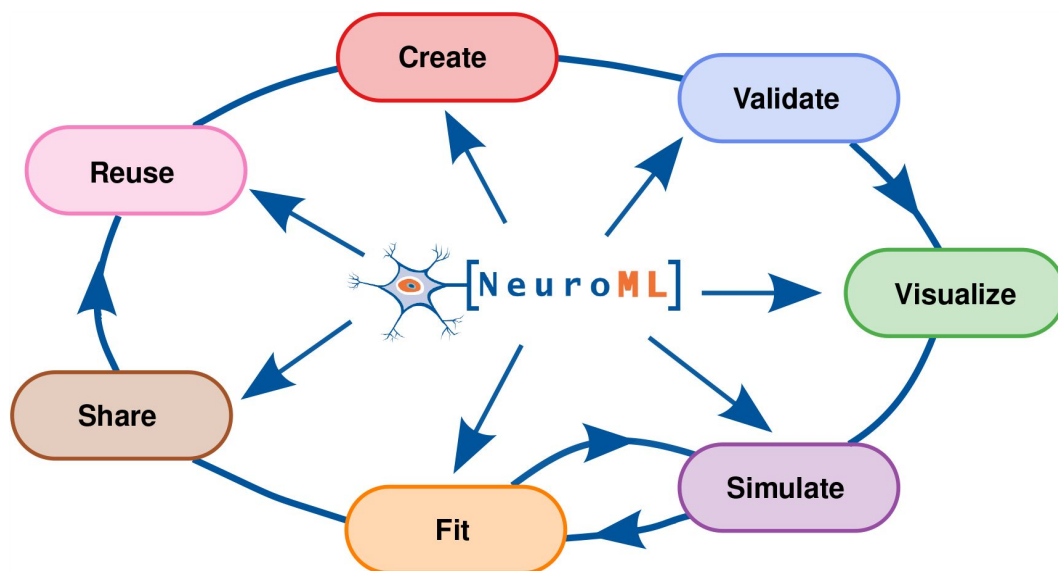 Create
Validate
Reuse
[NeuroML]
Visualize
Share
Simulate
Fit